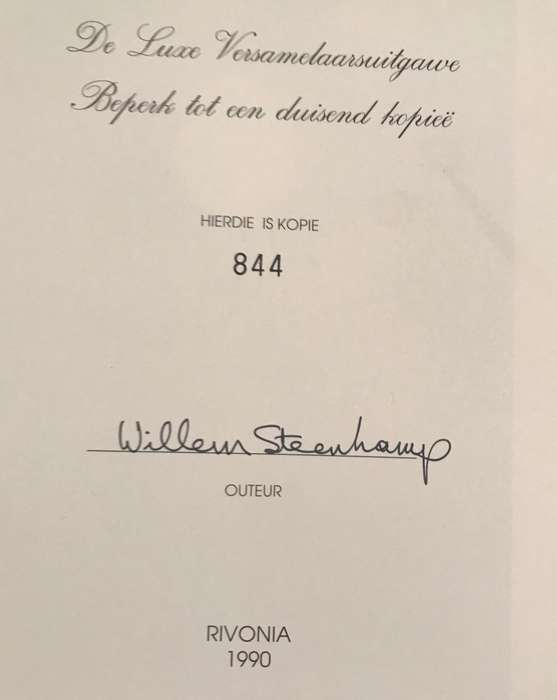 De Luxe Versamelaarsuitgawe
Beperk tot een duisend kopieë
HIERDIE IS KOPIE
844
Willem Steenkamp
OUTEUR
RIVONIA
1990